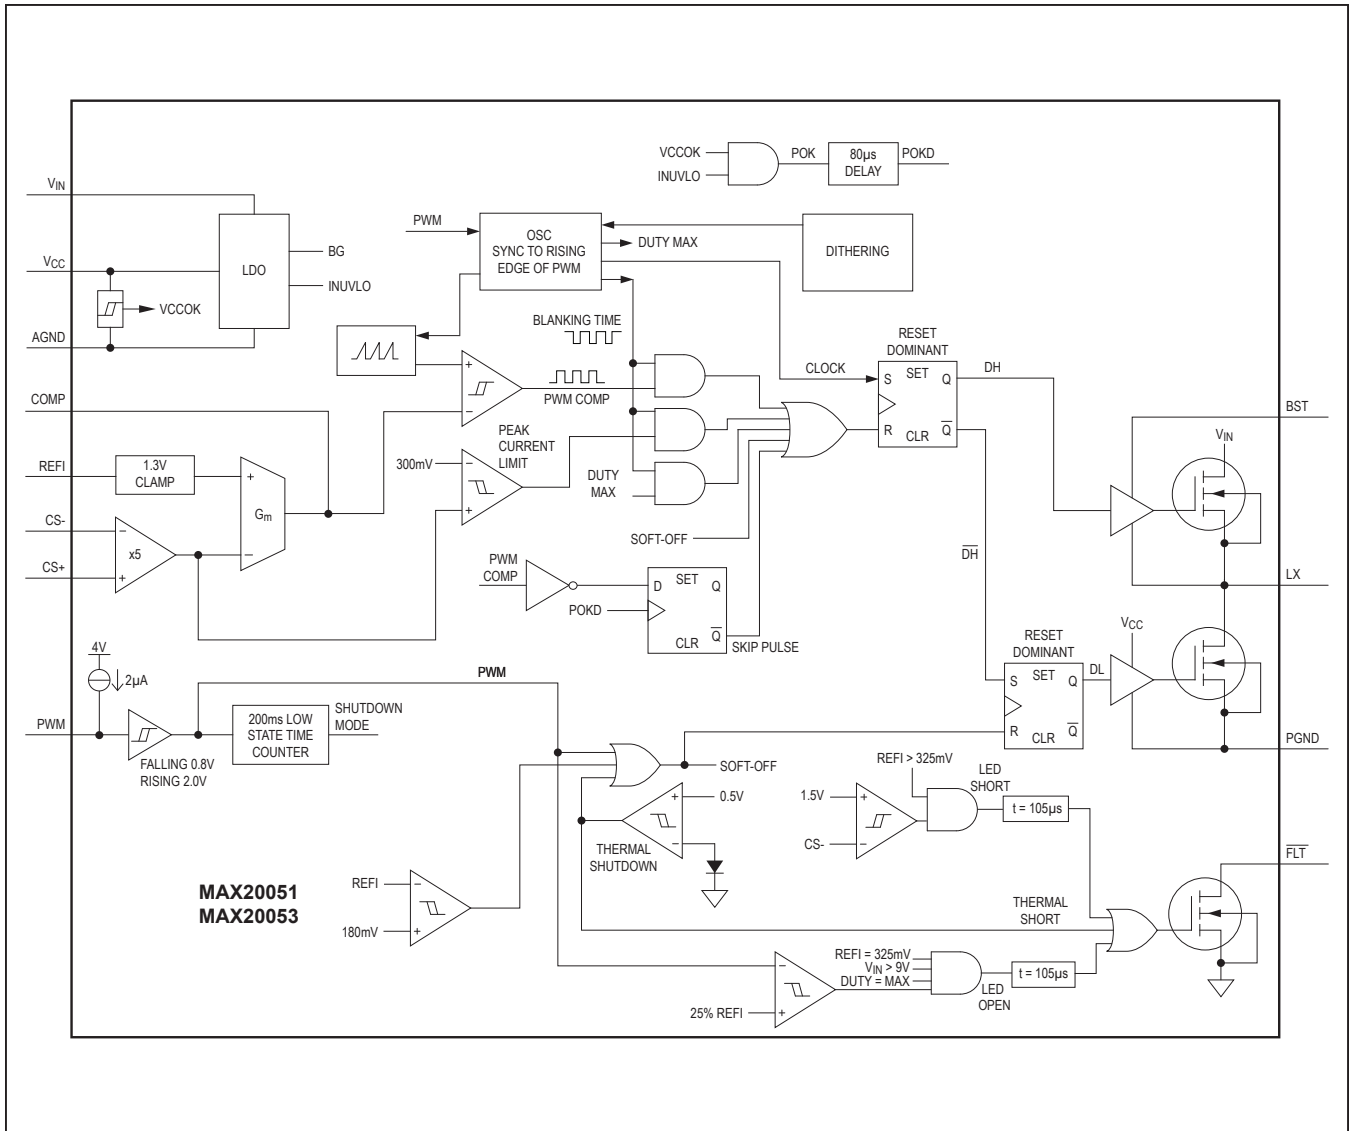 VCCOK
INUVLO
POK
80µs
DELAY
POKD
VIN
LDO
BG
INUVLO
VCC
VCCOK
AGND
PWM
OSC
SYNC TO RISING
EDGE OF PWM
DUTY MAX
DITHERING
BLANKING TIME
COMP
PWM COMP
CLOCK
RESET
DOMINANT
S
SET
Q
R
CLR
Q̅
DH
BST
VIN
REFI
1.3V
CLAMP
+
−
Gm
CS-
−
x5
CS+
+
+
−
PEAK
CURRENT
LIMIT
300mV
−
+
DUTY
MAX
SOFT-OFF
D̅H̅
LX
PWM
COMP
POKD
D
SET
Q
CLR
Q̅
SKIP PULSE
RESET
DOMINANT
S
SET
Q
R
CLR
Q̅
DL
VCC
PGND
4V
2µA
PWM
FALLING 0.8V
RISING 2.0V
200ms LOW
STATE TIME
COUNTER
SHUTDOWN
MODE
PWM
SOFT-OFF
+
0.5V
−
THERMAL
SHUTDOWN
REFI > 325mV
1.5V
+
CS-
−
LED
SHORT
t = 105µs
F̅L̅T̅
MAX20051
MAX20053
REFI
−
180mV
+
THERMAL
SHORT
REFI = 325mV
VIN > 9V
DUTY = MAX
−
25% REFI
+
LED
OPEN
t = 105µs